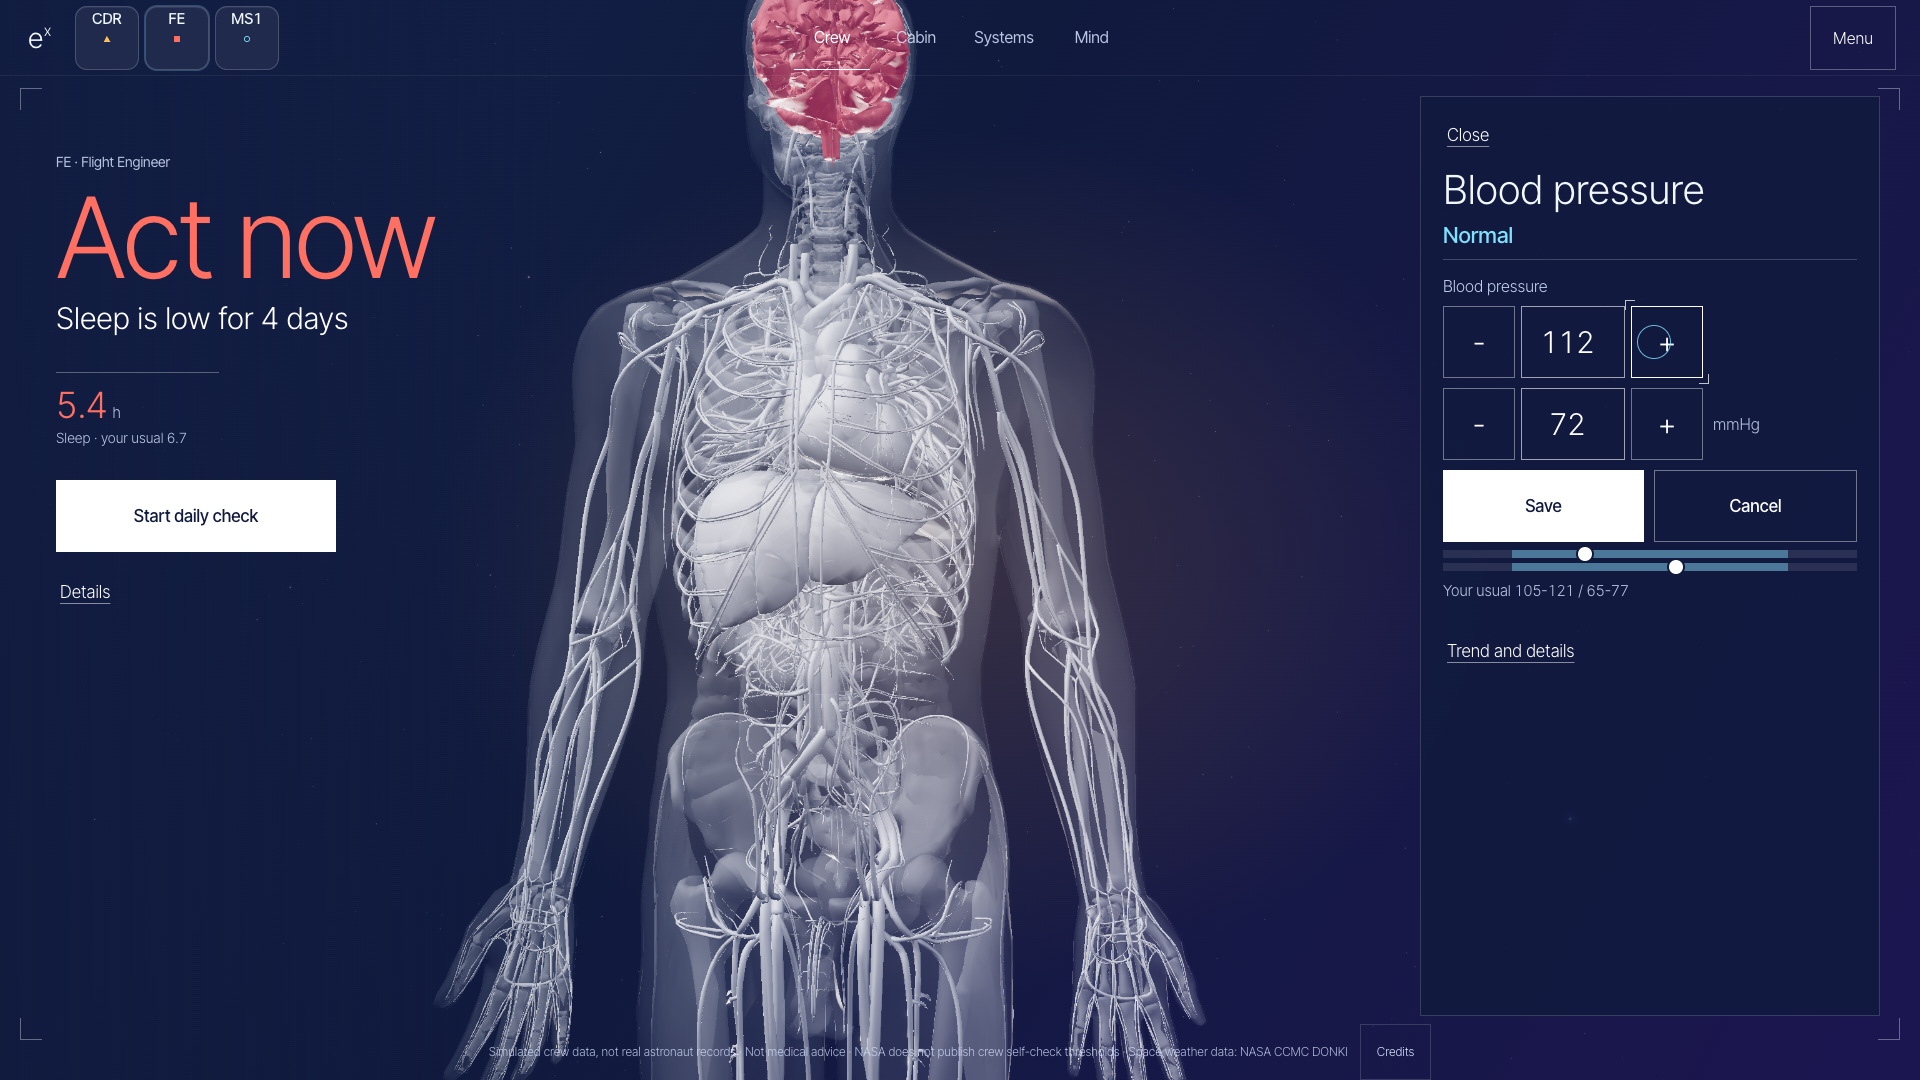 eˣ
CDR
FE
MS1
Crew
Cabin
Systems
Mind
Menu
FE · Flight Engineer
Act now
Sleep is low for 4 days
5.4 h
Sleep · your usual 6.7
Start daily check
Details
Close
Blood pressure
Normal
Blood pressure
- 112 +
- 72 + mmHg
Save
Cancel
Your usual 105-121 / 65-77
Trend and details
Simulated crew data, not real astronaut records · Not medical advice · NASA does not publish crew self-check thresholds · Space weather data: NASA CCMC DONKI
Credits